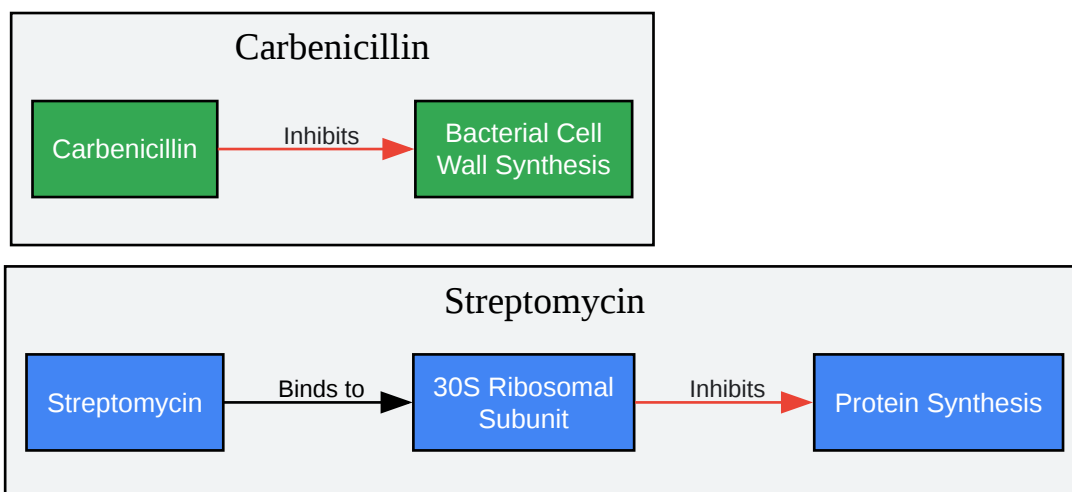 Carbenicillin
Carbenicillin
Inhibits
Bacterial Cell
Wall Synthesis
Streptomycin
Streptomycin
Binds to
30S Ribosomal
Subunit
Inhibits
Protein Synthesis